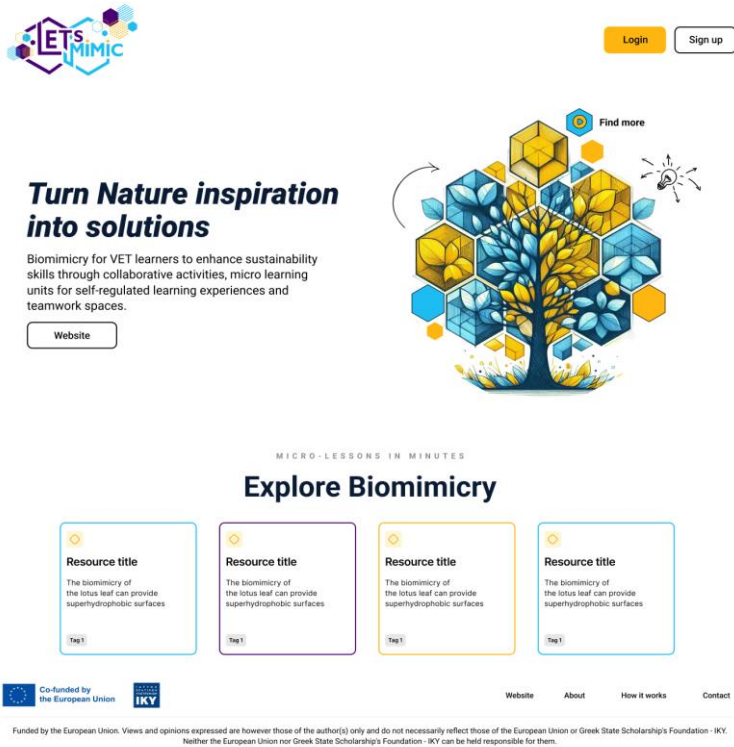 LET'S
MiMiC
Login
Sign up
Find more
Turn Nature inspiration
into solutions
Biomimicry for VET learners to enhance sustainability
skills through collaborative activities, micro learning
units for self-regulated learning experiences and
teamwork spaces.
Website
MICRO-LESSONS IN MINUTES
Explore Biomimicry
Resource title
The biomimicry of
the lotus leaf can provide
superhydrophobic surfaces
Tag 1
Resource title
The biomimicry of
the lotus leaf can provide
superhydrophobic surfaces
Tag 1
Resource title
The biomimicry of
the lotus leaf can provide
superhydrophobic surfaces
Tag 1
Resource title
The biomimicry of
the lotus leaf can provide
superhydrophobic surfaces
Tag 1
Co-funded by
the European Union
IKY
Website
About
How it works
Contact
Funded by the European Union. Views and opinions expressed are however those of the author(s) only and do not necessarily reflect those of the European Union or Greek State Scholarship's Foundation - IKY.
Neither the European Union nor Greek State Scholarship's Foundation - IKY can be held responsible for them.